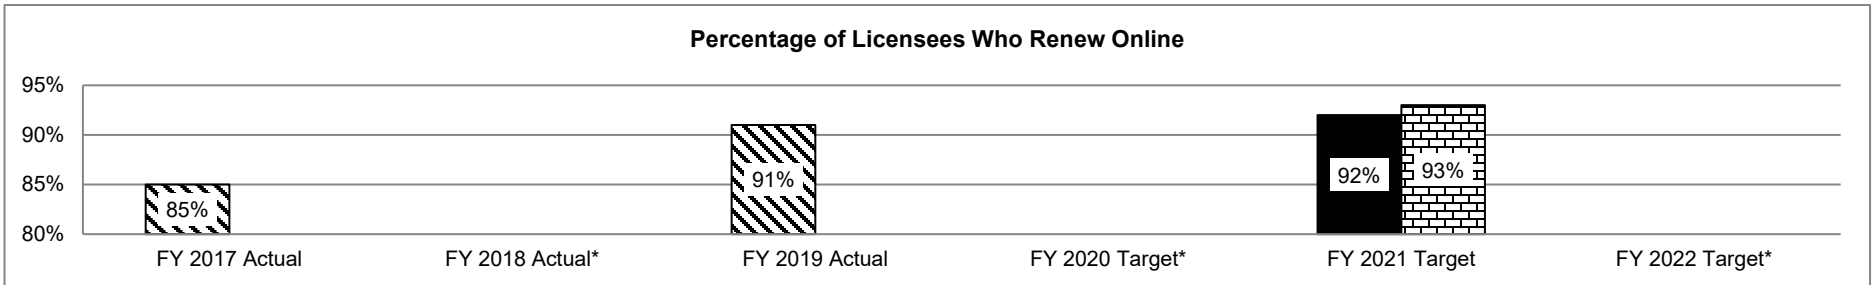 Percentage of Licensees Who Renew Online
95%
90%
85%
80%
85%
91%
92%
93%
FY 2017 Actual
FY 2018 Actual*
FY 2019 Actual
FY 2020 Target*
FY 2021 Target
FY 2022 Target*